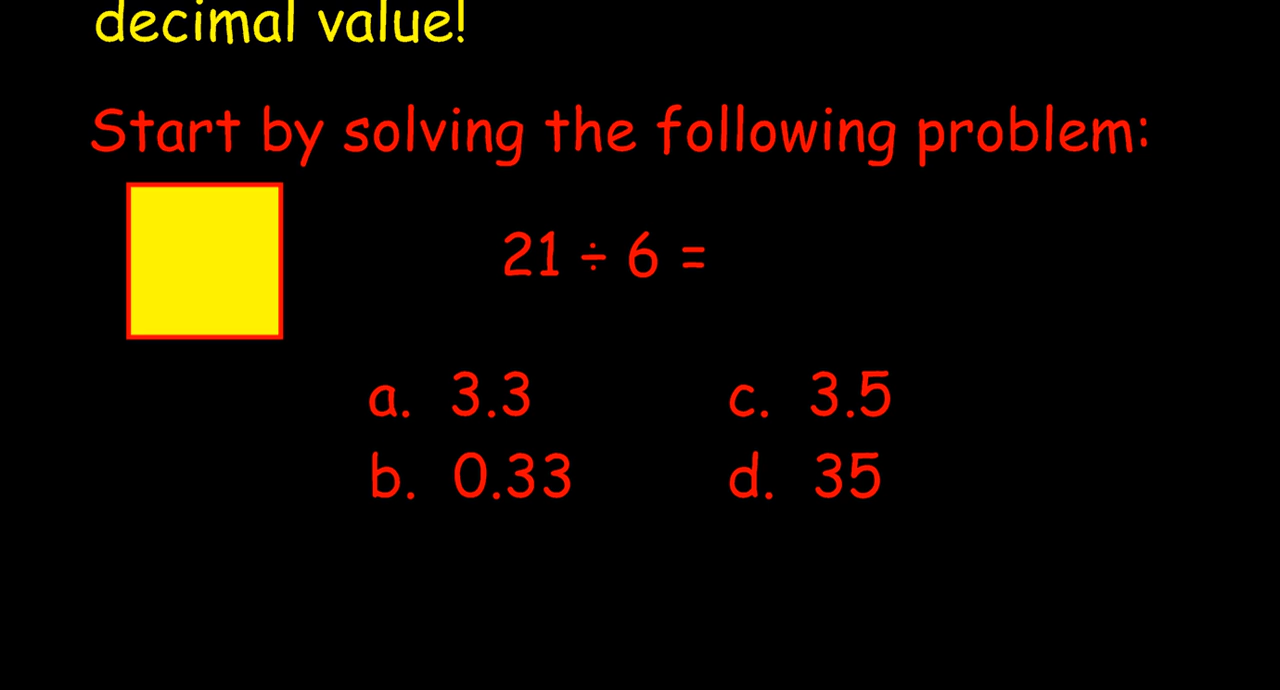 decimal value!
Start by solving the following problem:
21 ÷ 6 =
a. 3.3 c. 3.5
b. 0.33 d. 35